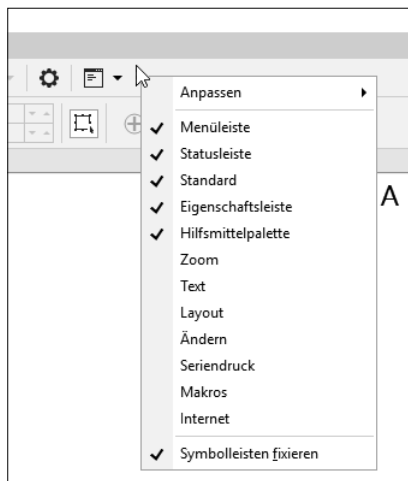 Anpassen
Menüleiste
Statusleiste
Standard
Eigenschaftsleiste
A
Hilfsmittelpalette
Zoom
Text
Layout
Ändern
Seriendruck
Makros
Internet
Symbolleisten fixieren